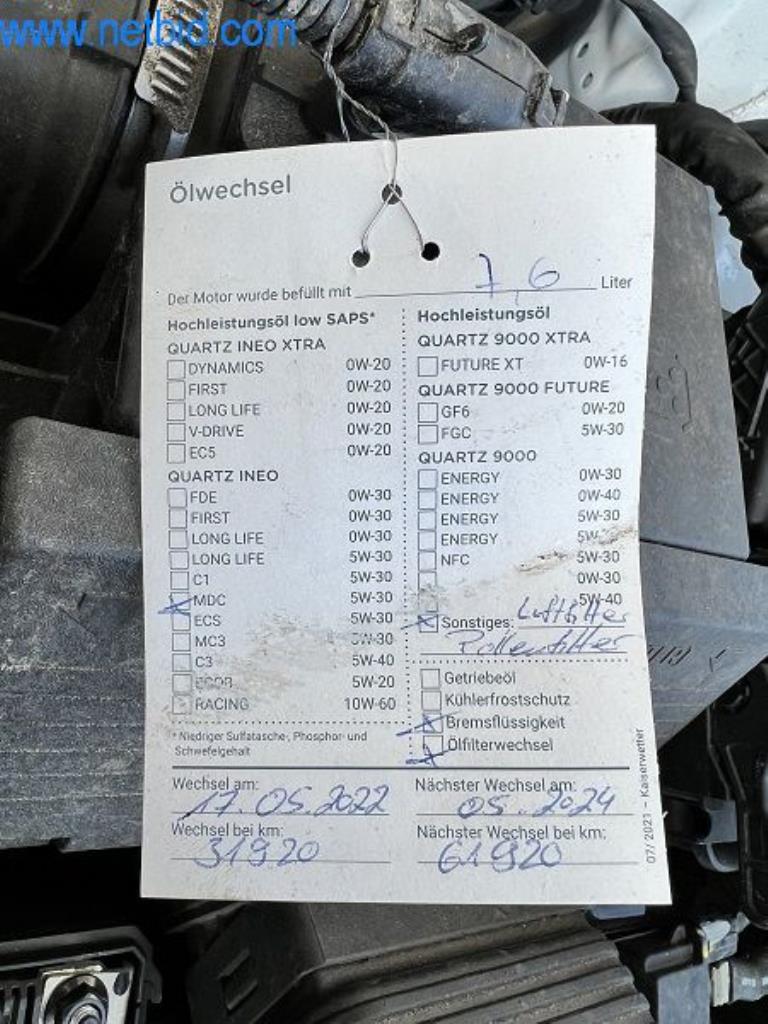 www.netbid.com
Ölwechsel
Der Motor wurde befüllt mit 7,6 Liter
Hochleistungsöl low SAPS*
QUARTZ INEO XTRA
DYNAMICS 0W-20
FIRST 0W-20
LONG LIFE 0W-20
V-DRIVE 0W-20
EC5 0W-20
QUARTZ INEO
FDE 0W-30
FIRST 0W-30
LONG LIFE 0W-30
LONG LIFE 5W-30
C1 5W-30
MDC 5W-30
ECS 5W-30
MC3 5W-30
C3 5W-40
5W-20
RACING 10W-60
* Niedriger Sulfatasche-, Phosphor- und
Schwefelgehalt
Hochleistungsöl
QUARTZ 9000 XTRA
FUTURE XT 0W-16
QUARTZ 9000 FUTURE
GF6 0W-20
FGC 5W-30
QUARTZ 9000
ENERGY 0W-30
ENERGY 0W-40
ENERGY 5W-30
ENERGY
NFC 5W-30
0W-30
5W-40
Sonstiges: Luftfilter
Pollenfilter
Getriebeöl
Kühlerfrostschutz
Bremsflüssigkeit
Ölfilterwechsel
Wechsel am: 17.05.2022
Nächster Wechsel am: 05.2024
Wechsel bei km: 31920
Nächster Wechsel bei km: 61920
07/2021 – Kaiserwetter